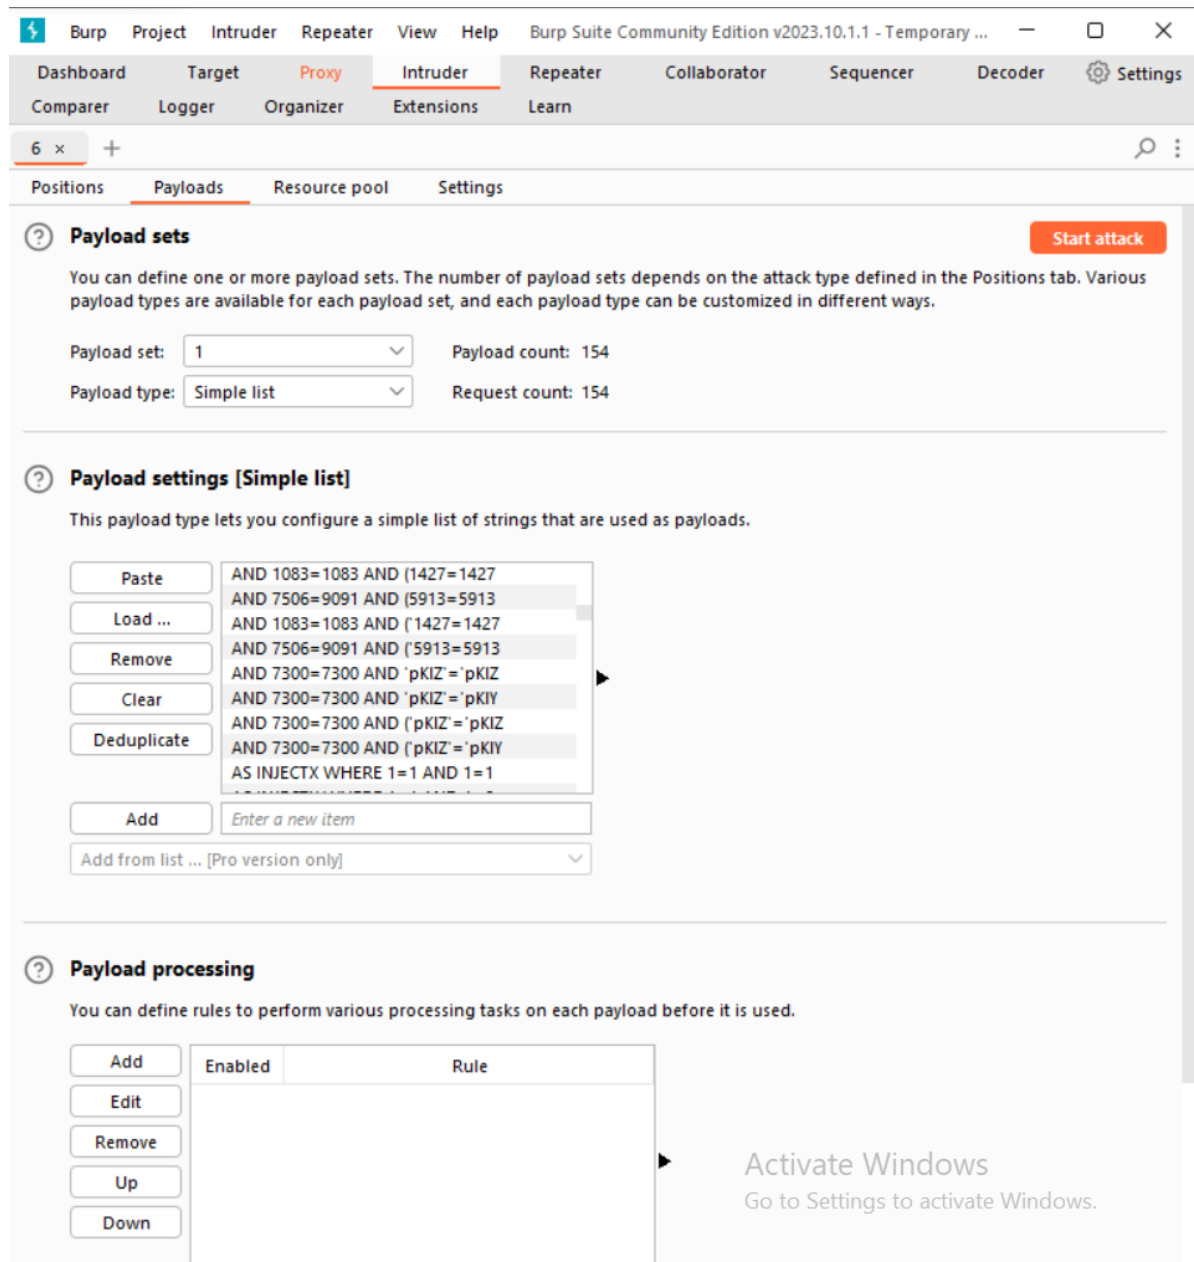 Burp Project Intruder Repeater View Help Burp Suite Community Edition v2023.10.1.1 - Temporary ...
Dashboard Target Proxy Intruder Repeater Collaborator Sequencer Decoder Settings
Comparer Logger Organizer Extensions Learn
6 × +
Positions Payloads Resource pool Settings
? Payload sets Start attack
You can define one or more payload sets. The number of payload sets depends on the attack type defined in the Positions tab. Various
payload types are available for each payload set, and each payload type can be customized in different ways.
Payload set: 1 Payload count: 154
Payload type: Simple list Request count: 154
? Payload settings [Simple list]
This payload type lets you configure a simple list of strings that are used as payloads.
Paste
Load ...
Remove
Clear
Deduplicate
AND 1083=1083 AND (1427=1427
AND 7506=9091 AND (5913=5913
AND 1083=1083 AND ('1427=1427
AND 7506=9091 AND ('5913=5913
AND 7300=7300 AND 'pKIZ'='pKIZ
AND 7300=7300 AND 'pKIZ'='pKIY
AND 7300=7300 AND ('pKIZ'='pKIZ
AND 7300=7300 AND ('pKIZ'='pKIY
AS INJECTX WHERE 1=1 AND 1=1
Add Enter a new item
Add from list ... [Pro version only]
? Payload processing
You can define rules to perform various processing tasks on each payload before it is used.
Add
Edit
Remove
Up
Down
Enabled Rule
Activate Windows
Go to Settings to activate Windows.